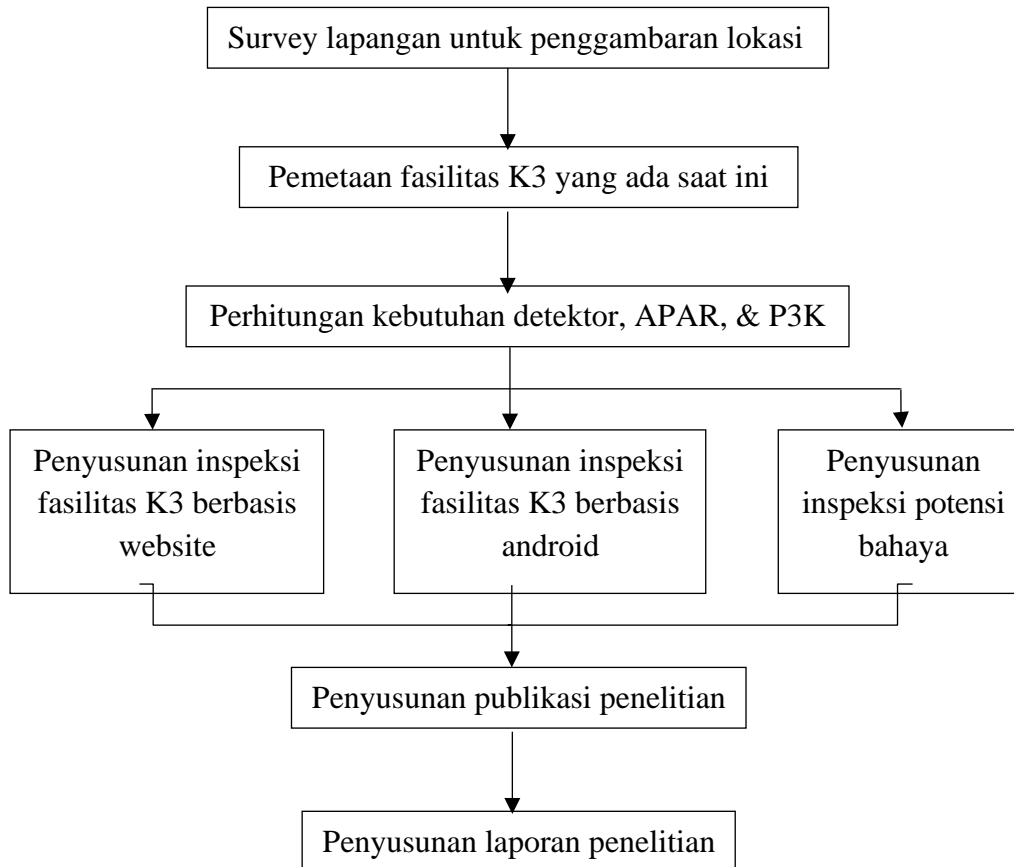 Survey lapangan untuk penggambaran lokasi
Pemetaan fasilitas K3 yang ada saat ini
Perhitungan kebutuhan detektor, APAR, & P3K
Penyusunan inspeksi
fasilitas K3 berbasis
website
Penyusunan inspeksi
fasilitas K3 berbasis
android
Penyusunan
inspeksi potensi
bahaya
Penyusunan publikasi penelitian
Penyusunan laporan penelitian